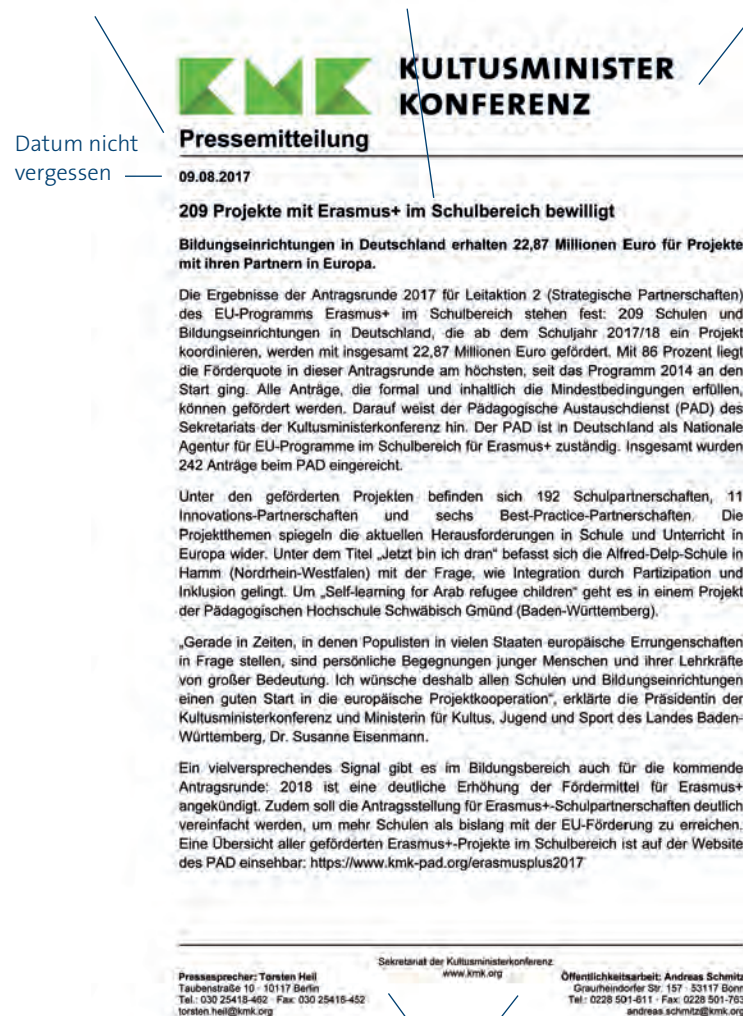 KULTUSMINISTER
KONFERENZ
Pressemitteilung
Datum nicht
vergessen
09.08.2017
209 Projekte mit Erasmus+ im Schulbereich bewilligt
Bildungseinrichtungen in Deutschland erhalten 22,87 Millionen Euro für Projekte
mit ihren Partnern in Europa.
Die Ergebnisse der Antragsrunde 2017 für Leitaktion 2 (Strategische Partnerschaften)
des EU-Programms Erasmus+ im Schulbereich stehen fest: 209 Schulen und
Bildungseinrichtungen in Deutschland, die ab dem Schuljahr 2017/18 ein Projekt
koordinieren, werden mit insgesamt 22,87 Millionen Euro gefördert. Mit 86 Prozent liegt
die Förderquote in dieser Antragsrunde am höchsten, seit das Programm 2014 an den
Start ging. Alle Anträge, die formal und inhaltlich die Mindestbedingungen erfüllen,
können gefördert werden. Darauf weist der Pädagogische Austauschdienst (PAD) des
Sekretariats der Kultusministerkonferenz hin. Der PAD ist in Deutschland als Nationale
Agentur für EU-Programme im Schulbereich für Erasmus+ zuständig. Insgesamt wurden
242 Anträge beim PAD eingereicht.
Unter den geförderten Projekten befinden sich 192 Schulpartnerschaften, 11
Innovations-Partnerschaften und sechs Best-Practice-Partnerschaften. Die
Projektthemen spiegeln die aktuellen Herausforderungen in Schule und Unterricht in
Europa wider. Unter dem Titel „Jetzt bin ich dran" befasst sich die Alfred-Delp-Schule in
Hamm (Nordrhein-Westfalen) mit der Frage, wie Integration durch Partizipation und
Inklusion gelingt. Um „Self-learning for Arab refugee children" geht es in einem Projekt
der Pädagogischen Hochschule Schwäbisch Gmünd (Baden-Württemberg).
„Gerade in Zeiten, in denen Populisten in vielen Staaten europäische Errungenschaften
in Frage stellen, sind persönliche Begegnungen junger Menschen und ihrer Lehrkräfte
von großer Bedeutung. Ich wünsche deshalb allen Schulen und Bildungseinrichtungen
einen guten Start in die europäische Projektkooperation", erklärte die Präsidentin der
Kultusministerkonferenz und Ministerin für Kultus, Jugend und Sport des Landes Baden-
Württemberg, Dr. Susanne Eisenmann.
Ein vielversprechendes Signal gibt es im Bildungsbereich auch für die kommende
Antragsrunde: 2018 ist eine deutliche Erhöhung der Fördermittel für Erasmus+
angekündigt. Zudem soll die Antragsstellung für Erasmus+-Schulpartnerschaften deutlich
vereinfacht werden, um mehr Schulen als bislang mit der EU-Förderung zu erreichen.
Eine Übersicht aller geförderten Erasmus+-Projekte im Schulbereich ist auf der Website
des PAD einsehbar: https://www.kmk-pad.org/erasmusplus2017
Sekretariat der Kultusministerkonferenz
www.kmk.org
Pressesprecher: Torsten Heil
Taubenstraße 10 · 10117 Berlin
Tel.: 030 25418-462 · Fax: 030 25418-452
torsten.heil@kmk.org
Öffentlichkeitsarbeit: Andreas Schmitz
Graurheindorfer Str. 157 · 53117 Bonn
Tel.: 0228 501-611 · Fax: 0228 501-763
andreas.schmitz@kmk.org